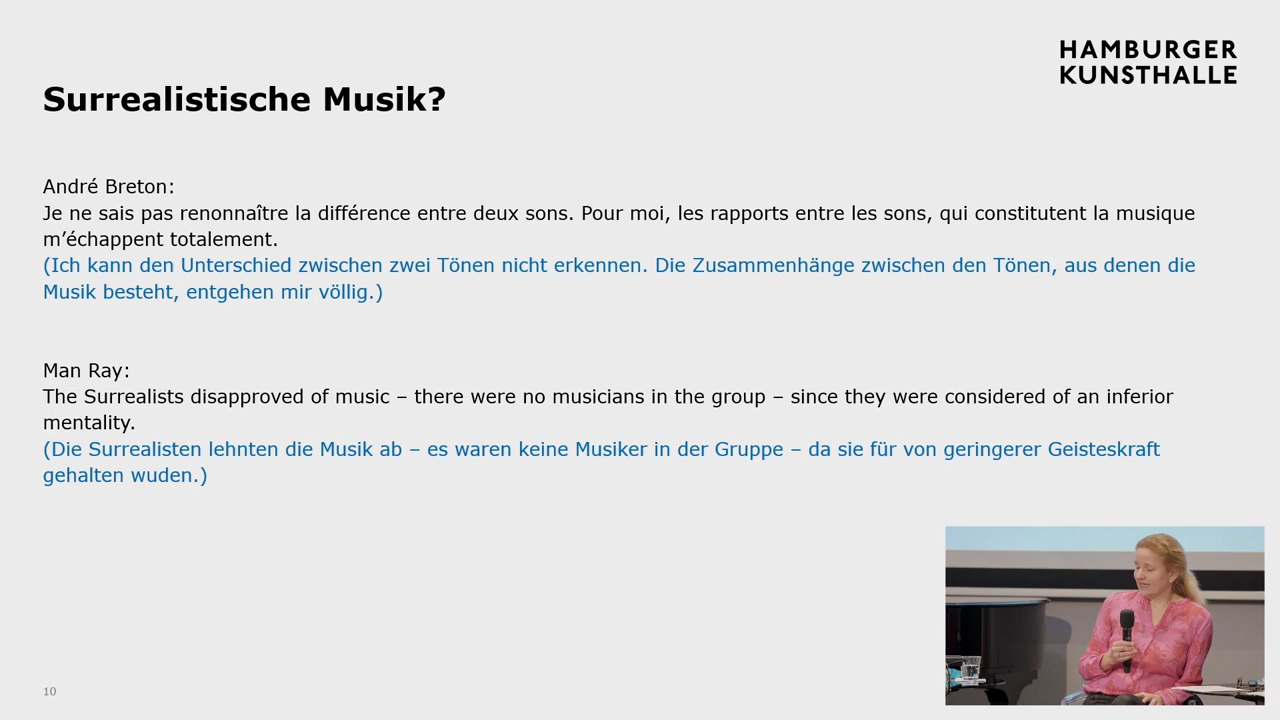 HAMBURGER
KUNSTHALLE
Surrealistische Musik?
André Breton:
Je ne sais pas renonnaître la différence entre deux sons. Pour moi, les rapports entre les sons, qui constitutent la musique
m’échappent totalement.
(Ich kann den Unterschied zwischen zwei Tönen nicht erkennen. Die Zusammenhänge zwischen den Tönen, aus denen die
Musik besteht, entgehen mir völlig.)
Man Ray:
The Surrealists disapproved of music – there were no musicians in the group – since they were considered of an inferior
mentality.
(Die Surrealisten lehnten die Musik ab – es waren keine Musiker in der Gruppe – da sie für von geringerer Geisteskraft
gehalten wuden.)
10